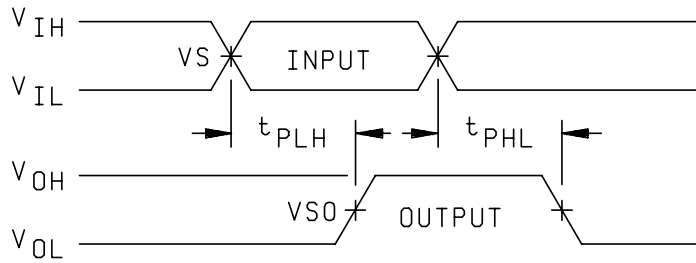 V IH
VS INPUT
V IL
t PLH t PHL
V OH
VSO OUTPUT
V OL